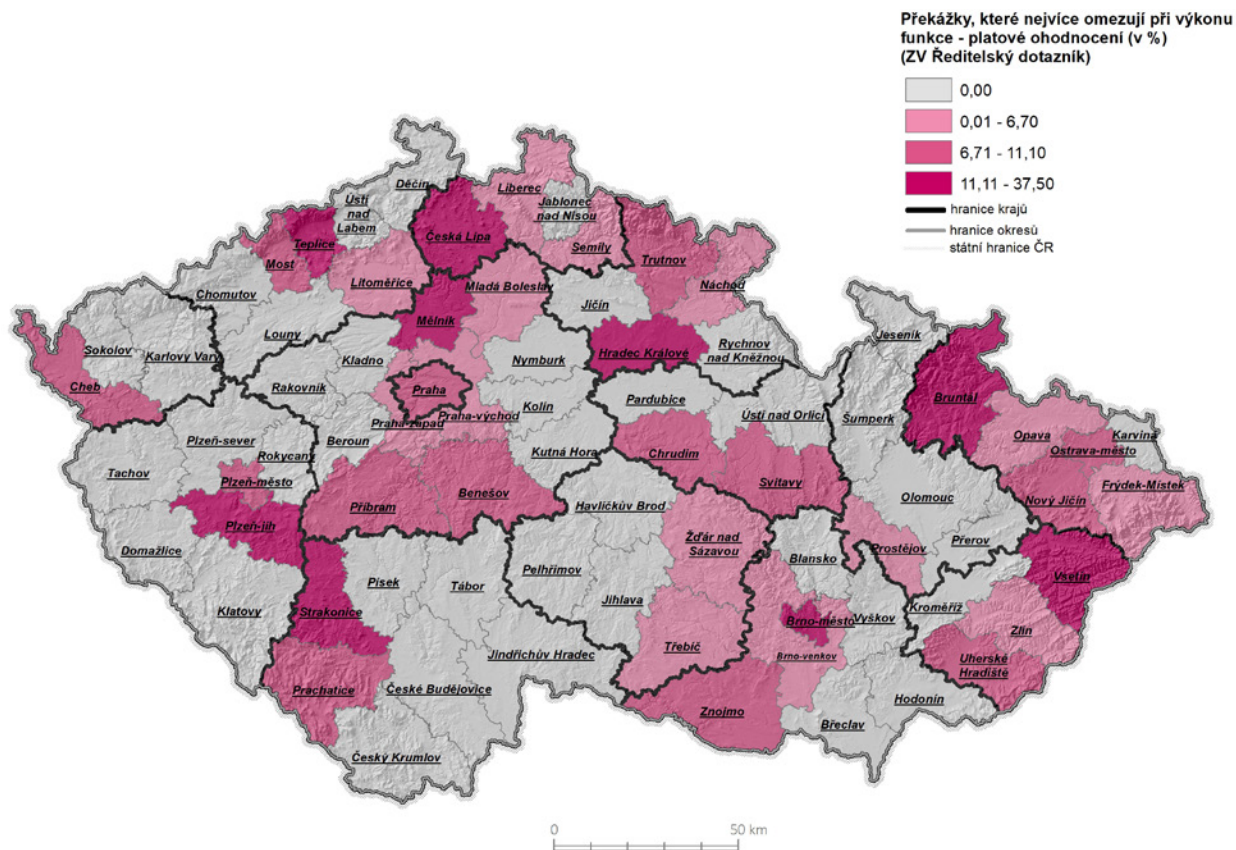 Překážky, které nejvíce omezují při výkonu
funkce - platové ohodnocení (v %)
(ZV Ředitelský dotazník)
0,00
0,01 - 6,70
6,71 - 11,10
11,11 - 37,50
hranice krajů
hranice okresů
státní hranice ČR
Děčín
Ústí
nad
Labem
Liberec
Jablonec
nad Nisou
Teplice
Česká Lípa
Semily
Most
Trutnov
Litoměřice
Mladá Boleslav
Náchod
Chomutov
Jičín
Mělník
Louny
Jeseník
Sokolov
Karlovy Vary
Kladno
Nymburk
Hradec Králové
Rychnov
nad Kněžnou
Cheb
Rakovník
Praha
Bruntál
Kolín
Pardubice
Praha-východ
Praha-západ
Ústí nad Orlicí
Šumperk
Plzeň-sever
Beroun
Opava
Karviná
Rokycany
Kutná Hora
Chrudim
Ostrava-město
Tachov
Plzeň-město
Svitavy
Frýdek-Místek
Příbram
Benešov
Olomouc
Nový Jičín
Havlíčkův Brod
Plzeň-jih
Žďár nad
Sázavou
Prostějov
Přerov
Domažlice
Blansko
Vsetín
Písek
Tábor
Pelhřimov
Jihlava
Kroměříž
Klatovy
Strakonice
Brno-město
Vyškov
Zlín
Třebíč
Jindřichův Hradec
Brno-venkov
Uherské
Hradiště
Prachatice
České Budějovice
Znojmo
Hodonín
Břeclav
Český Krumlov
0
50 km